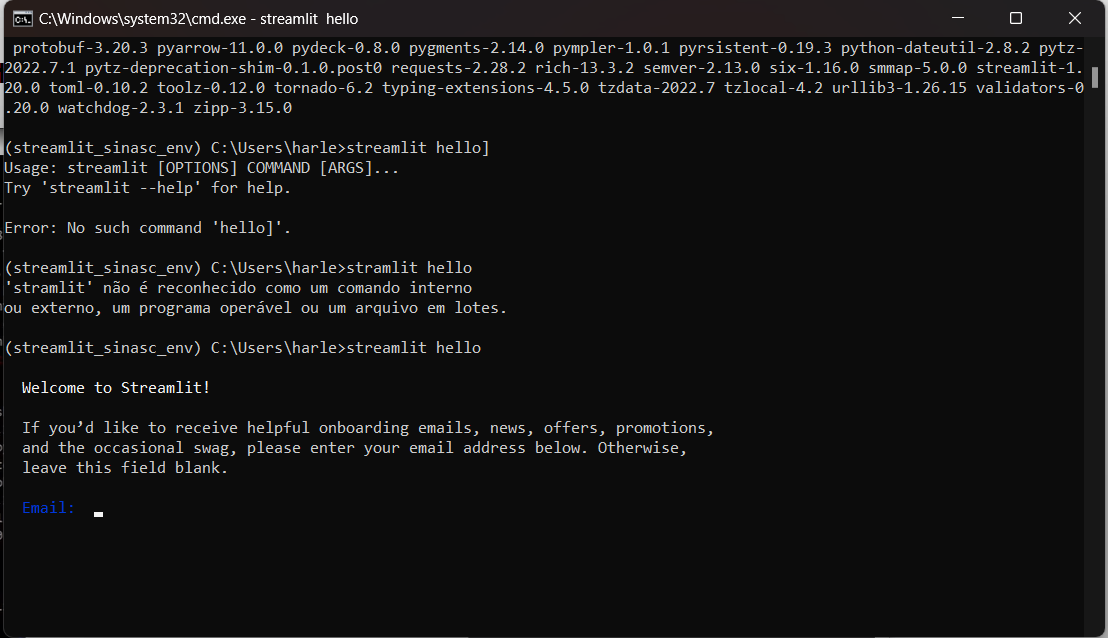 C:\Windows\system32\cmd.exe - streamlit hello
protobuf-3.20.3 pyarrow-11.0.0 pydeck-0.8.0 pygments-2.14.0 pympler-1.0.1 pyrsistent-0.19.3 python-dateutil-2.8.2 pytz-
2022.7.1 pytz-deprecation-shim-0.1.0.post0 requests-2.28.2 rich-13.3.2 semver-2.13.0 six-1.16.0 smmap-5.0.0 streamlit-1.
20.0 toml-0.10.2 toolz-0.12.0 tornado-6.2 typing-extensions-4.5.0 tzdata-2022.7 tzlocal-4.2 urllib3-1.26.15 validators-0
.20.0 watchdog-2.3.1 zipp-3.15.0
(streamlit_sinasc_env) C:\Users\harle>streamlit hello]
Usage: streamlit [OPTIONS] COMMAND [ARGS]...
Try 'streamlit --help' for help.
Error: No such command 'hello]'.
(streamlit_sinasc_env) C:\Users\harle>stramlit hello
'stramlit' não é reconhecido como um comando interno
ou externo, um programa operável ou um arquivo em lotes.
(streamlit_sinasc_env) C:\Users\harle>streamlit hello
Welcome to Streamlit!
If you’d like to receive helpful onboarding emails, news, offers, promotions,
and the occasional swag, please enter your email address below. Otherwise,
leave this field blank.
Email: